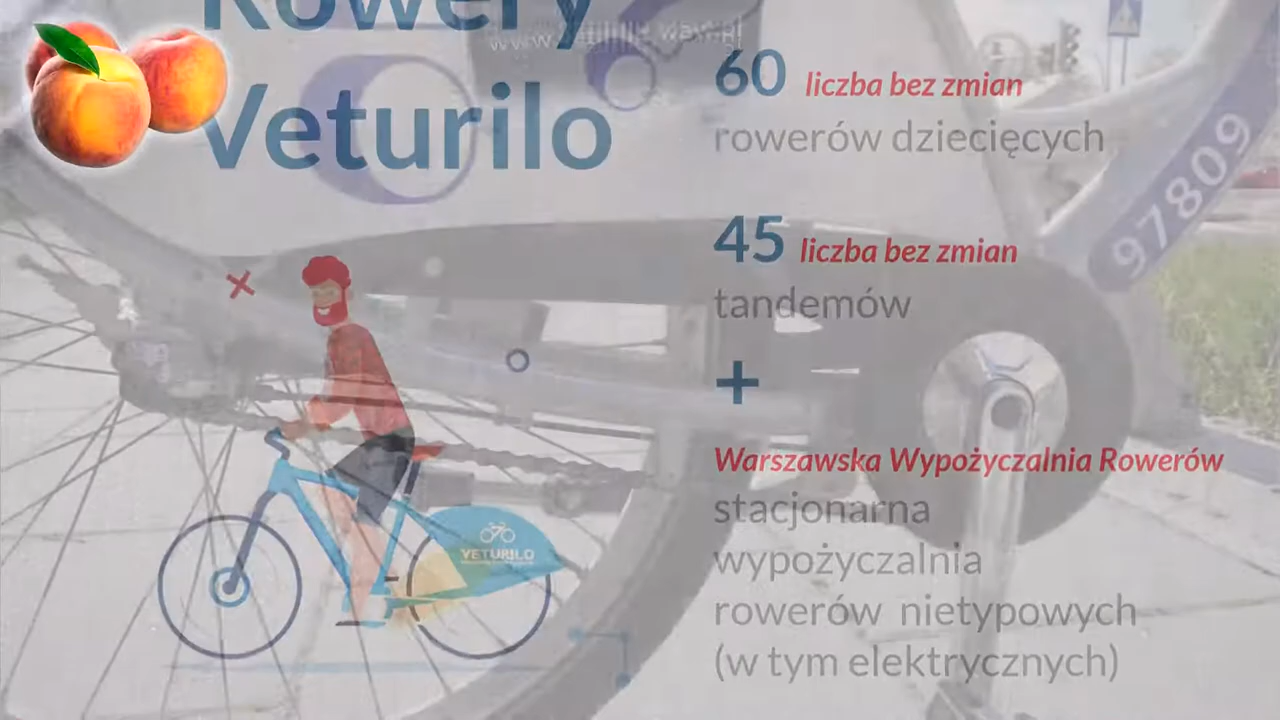 Rowery
Veturilo
60 liczba bez zmian
rowerów dziecięcych
45 liczba bez zmian
tandemów
+
Warszawska Wypożyczalnia Rowerów
stacjonarna
wypożyczalnia
rowerów nietypowych
(w tym elektrycznych)
VETURILO
97809